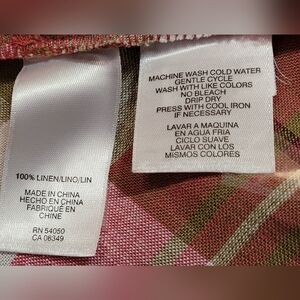 100% LINEN/LINO/LIN
MADE IN CHINA
HECHO EN CHINA
FABRIQUÉ EN
CHINE
RN 54050
CA 06349
MACHINE WASH COLD WATER
GENTLE CYCLE
WASH WITH LIKE COLORS
NO BLEACH
DRIP DRY
PRESS WITH COOL IRON
IF NECESSARY
LAVAR A MAQUINA
EN AGUA FRIA
CICLO SUAVE
LAVAR CON LOS
MISMOS COLORES